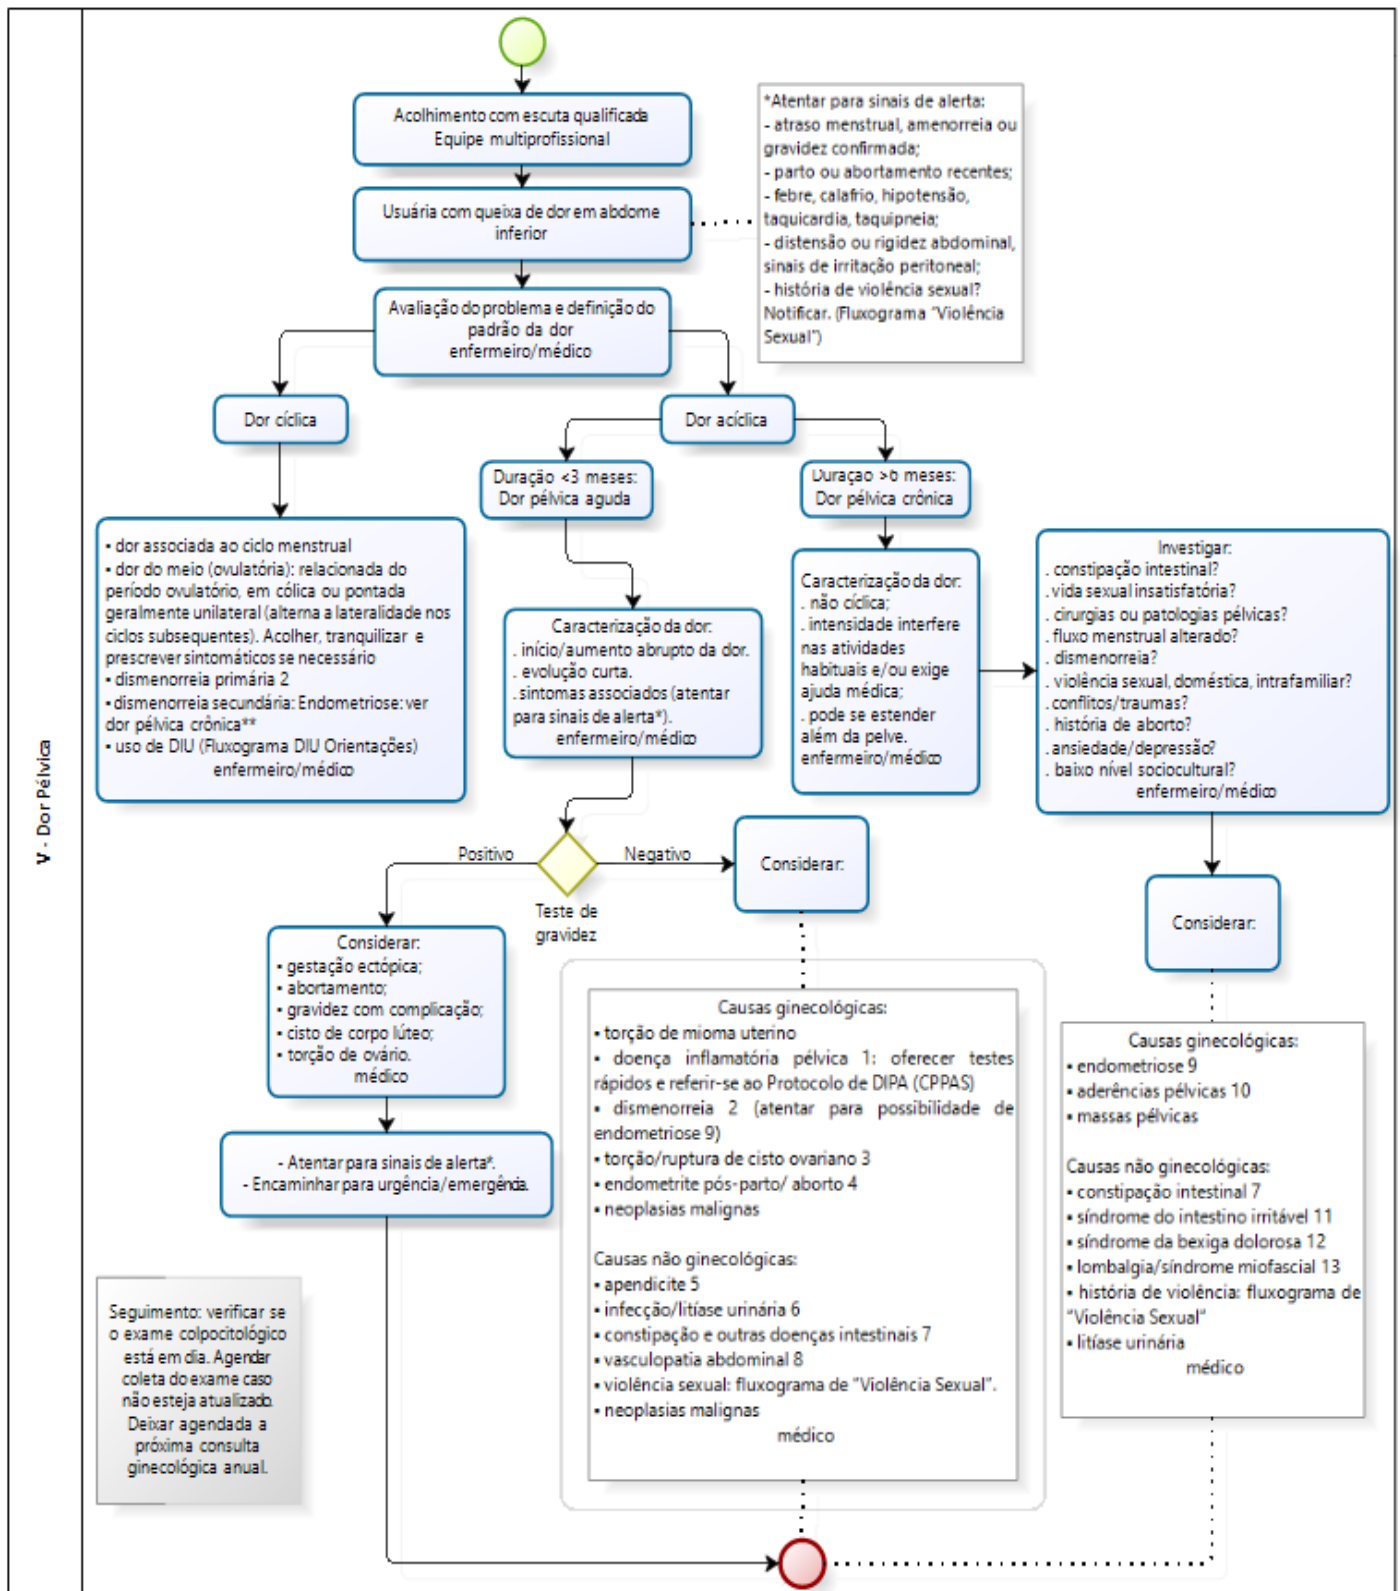 V - Dor Pélvica
Acolhimento com escuta qualificada
Equipe multiprofissional
*Atentar para sinais de alerta:
- atraso menstrual, amenorreia ou
gravidez confirmada;
- parto ou abortamento recentes;
- febre, calafrio, hipotensão,
taquicardia, taquipneia;
- distensão ou rigidez abdominal,
sinais de irritação peritoneal;
- história de violência sexual?
Notificar. (Fluxograma "Violência
Sexual")
Usuária com queixa de dor em abdome
inferior
Avaliação do problema e definição do
padrão da dor
enfermeiro/médico
Dor cíclica
Dor acíclica
Duração <3 meses:
Dor pélvica aguda
Duração >6 meses:
Dor pélvica crônica
▪ dor associada ao ciclo menstrual
▪ dor do meio (ovulatória): relacionada do
período ovulatório, em cólica ou pontada
geralmente unilateral (alterna a lateralidade nos
ciclos subsequentes). Acolher, tranquilizar e
prescrever sintomáticos se necessário
▪ dismenorreia primária 2
▪ dismenorreia secundária: Endometriose: ver
dor pélvica crônica**
▪ uso de DIU (Fluxograma DIU Orientações)
enfermeiro/médico
Caracterização da dor:
. início/aumento abrupto da dor.
. evolução curta.
. sintomas associados (atentar
para sinais de alerta*).
enfermeiro/médico
Caracterização da dor:
. não cíclica;
. intensidade interfere
nas atividades
habituais e/ou exige
ajuda médica;
. pode se estender
além da pelve.
enfermeiro/médico
Investigar:
. constipação intestinal?
. vida sexual insatisfatória?
. cirurgias ou patologias pélvicas?
. fluxo menstrual alterado?
. dismenorreia?
. violência sexual, doméstica, intrafamiliar?
. conflitos/traumas?
. história de aborto?
. ansiedade/depressão?
. baixo nível sociocultural?
enfermeiro/médico
Positivo
Negativo
Teste de
gravidez
Considerar:
Considerar:
Considerar:
▪ gestação ectópica;
▪ abortamento;
▪ gravidez com complicação;
▪ cisto de corpo lúteo;
▪ torção de ovário.
médico
- Atentar para sinais de alerta*.
- Encaminhar para urgência/emergência.
Causas ginecológicas:
▪ torção de mioma uterino
▪ doença inflamatória pélvica 1: oferecer testes
rápidos e referir-se ao Protocolo de DIPA (CPPAS)
▪ dismenorreia 2 (atentar para possibilidade de
endometriose 9)
▪ torção/ruptura de cisto ovariano 3
▪ endometrite pós-parto/ aborto 4
▪ neoplasias malignas
Causas não ginecológicas:
▪ apendicite 5
▪ infecção/litíase urinária 6
▪ constipação e outras doenças intestinais 7
▪ vasculopatia abdominal 8
▪ violência sexual: fluxograma de "Violência Sexual".
▪ neoplasias malignas
médico
Causas ginecológicas:
▪ endometriose 9
▪ aderências pélvicas 10
▪ massas pélvicas
Causas não ginecológicas:
▪ constipação intestinal 7
▪ síndrome do intestino irritável 11
▪ síndrome da bexiga dolorosa 12
▪ lombalgia/síndrome miofascial 13
▪ história de violência: fluxograma de
"Violência Sexual"
▪ litíase urinária
médico
Seguimento: verificar se
o exame colpocitológico
está em dia. Agendar
coleta do exame caso
não esteja atualizado.
Deixar agendada a
próxima consulta
ginecológica anual.